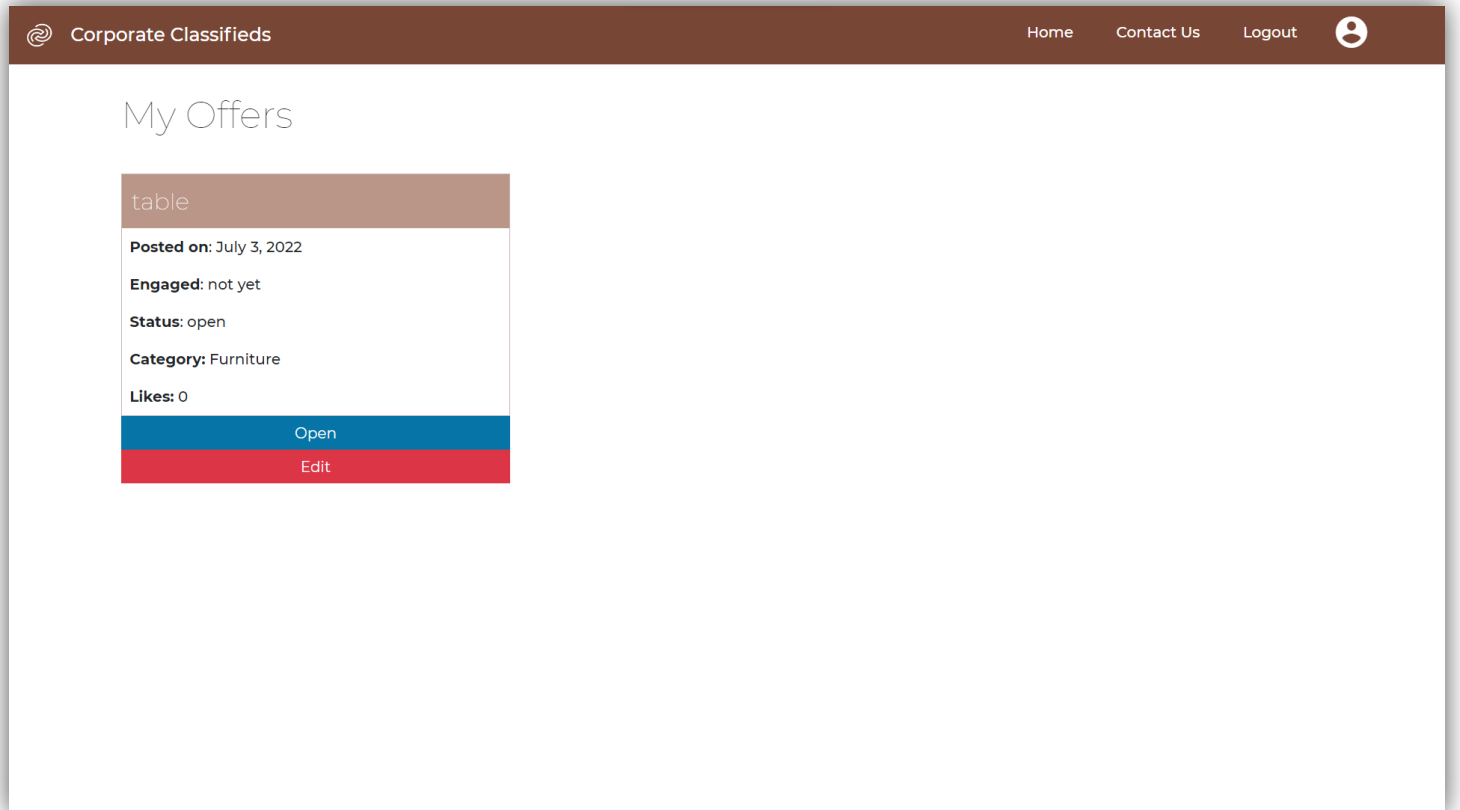 Corporate Classifieds Home Contact Us Logout
My Offers
table
Posted on: July 3, 2022
Engaged: not yet
Status: open
Category: Furniture
Likes: 0
Open
Edit